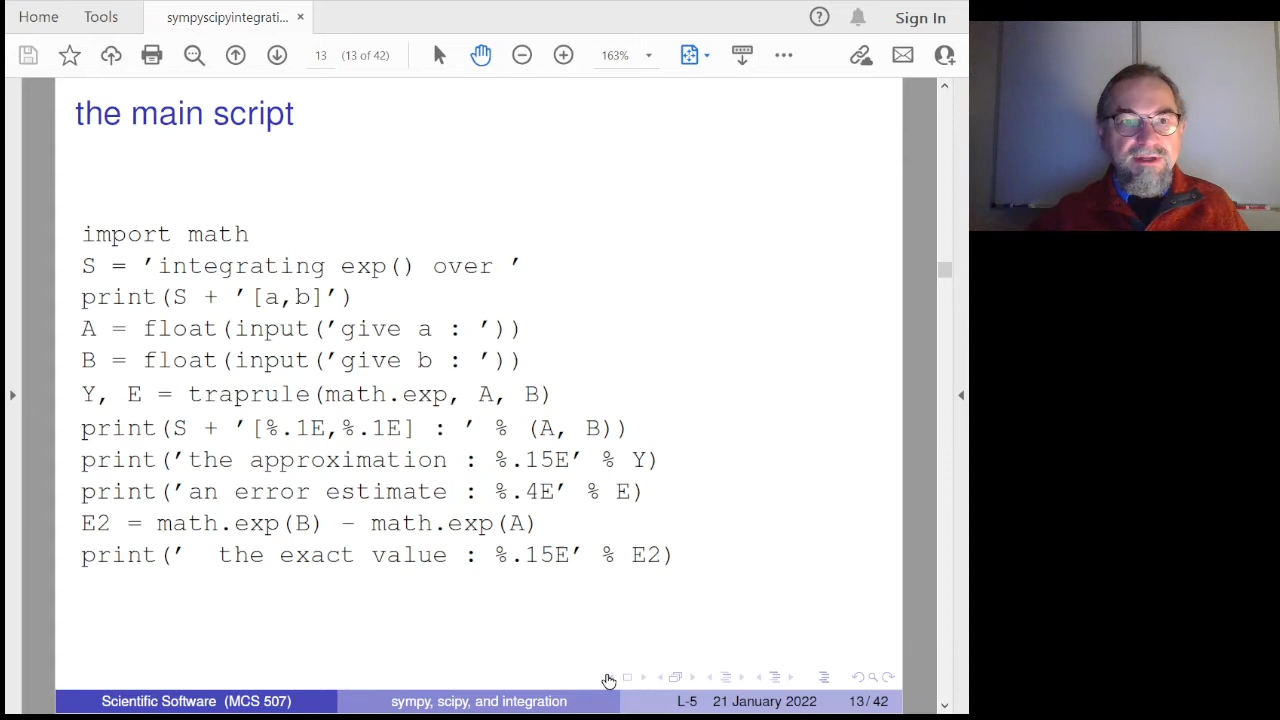 Home Tools sympyscipyintegrati... × Sign In
13 (13 of 42) 163%
the main script
import math
S = 'integrating exp() over '
print(S + '[a,b]')
A = float(input('give a : '))
B = float(input('give b : '))
Y, E = traprule(math.exp, A, B)
print(S + '[%.1E,%.1E] : ' % (A, B))
print('the approximation : %.15E' % Y)
print('an error estimate : %.4E' % E)
E2 = math.exp(B) - math.exp(A)
print('  the exact value : %.15E' % E2)
Scientific Software (MCS 507) sympy, scipy, and integration L-5 21 January 2022 13 / 42